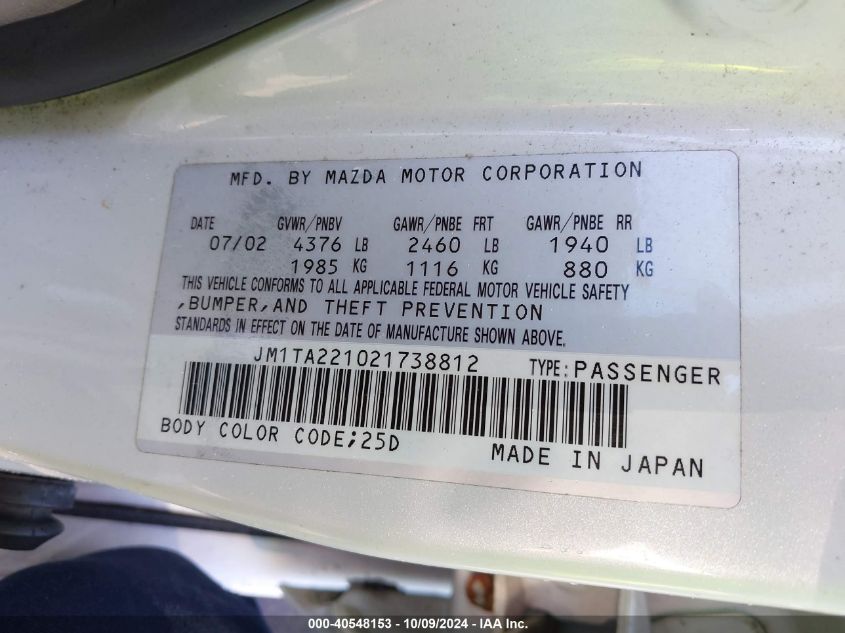 MFD. BY MAZDA MOTOR CORPORATION
DATE GVWR/PNBV GAWR/PNBE FRT GAWR/PNBE RR
07/02 4376 LB 2460 LB 1940 LB
1985 KG 1116 KG 880 KG
THIS VEHICLE CONFORMS TO ALL APPLICABLE FEDERAL MOTOR VEHICLE SAFETY
,BUMPER,AND THEFT PREVENTION
STANDARDS IN EFFECT ON THE DATE OF MANUFACTURE SHOWN ABOVE.
JM1TA221021738812 TYPE:PASSENGER
BODY COLOR CODE;25D
MADE IN JAPAN
000-40548153 - 10/09/2024 - IAA Inc.